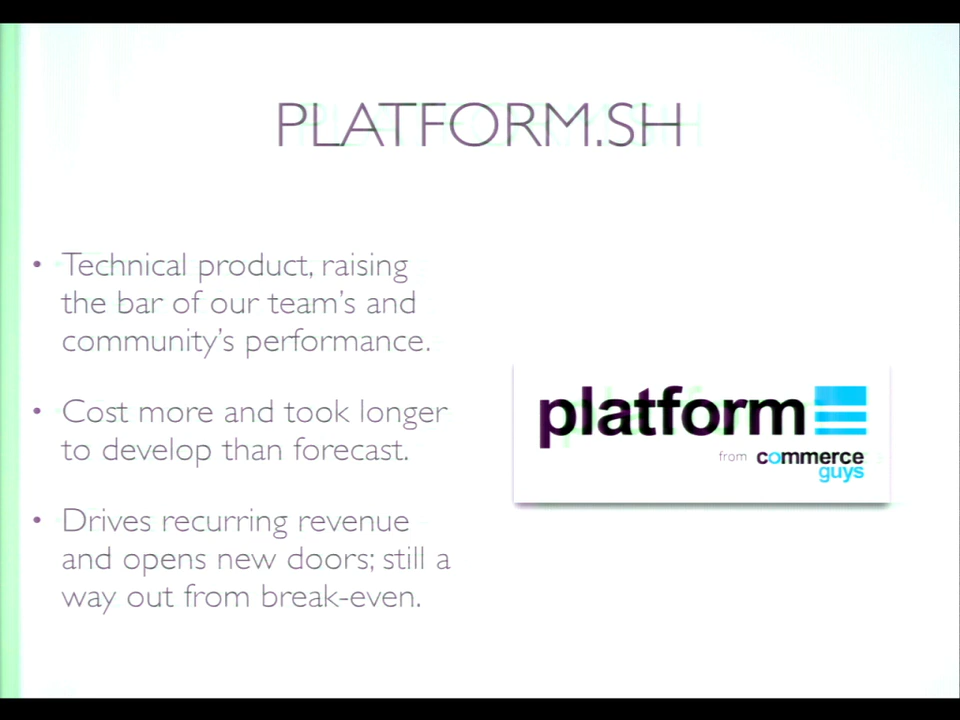 PLATFORM.SH
• Technical product, raising
the bar of our team's and
community's performance.
• Cost more and took longer
to develop than forecast.
• Drives recurring revenue
and opens new doors; still a
way out from break-even.
platform
from commerce
guys